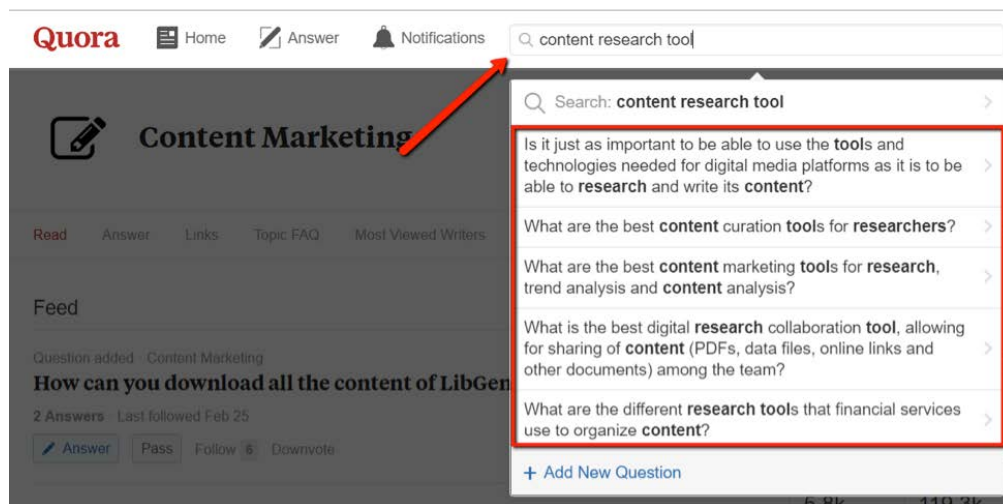 Quora Home Answer Notifications content research tool
Search: content research tool
Content Marketing
Is it just as important to be able to use the tools and
technologies needed for digital media platforms as it is to be
able to research and write its content?
What are the best content curation tools for researchers?
What are the best content marketing tools for research,
trend analysis and content analysis?
What is the best digital research collaboration tool, allowing
for sharing of content (PDFs, data files, online links and
other documents) among the team?
What are the different research tools that financial services
use to organize content?
+ Add New Question
Read Answer Links Topic FAQ Most Viewed Writers
Feed
Question added · Content Marketing
How can you download all the content of LibGen
2 Answers Last followed Feb 25
Answer Pass Follow 6 Downvote